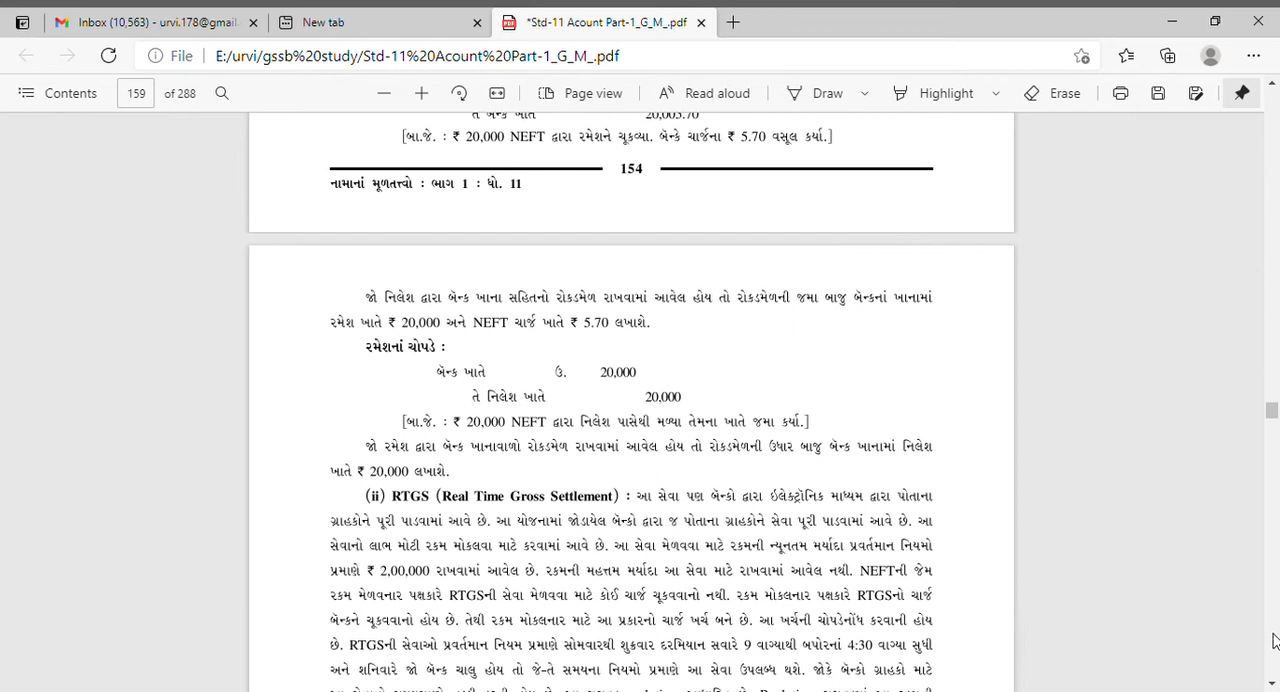 Inbox (10,563) - urvi.178@gmail
New tab
*Std-11 Acount Part-1_G_M_.pdf
File
E:/urvi/gssb%20study/Std-11%20Acount%20Part-1_G_M_.pdf
Contents 159 of 288 Page view Read aloud Draw Highlight Erase
તે બૅન્ક ખાતે 20,005.70
[બા.જે. : ₹ 20,000 NEFT દ્વારા રમેશને ચૂકવ્યા. બૅન્કે ચાર્જના ₹ 5.70 વસૂલ કર્યા.]
154
નામાનાં મૂળતત્ત્વો : ભાગ 1 : ધો. 11
જો નિલેશ દ્વારા બૅન્ક ખાના સહિતનો રોકડમેળ રાખવામાં આવેલ હોય તો રોકડમેળની જમા બાજુ બૅન્કનાં ખાનામાં
રમેશ ખાતે ₹ 20,000 અને NEFT ચાર્જ ખાતે ₹ 5.70 લખાશે.
રમેશનાં ચોપડે :
બૅન્ક ખાતે ઉ. 20,000
તે નિલેશ ખાતે 20,000
[બા.જે. : ₹ 20,000 NEFT દ્વારા નિલેશ પાસેથી મળ્યા તેમના ખાતે જમા કર્યા.]
જો રમેશ દ્વારા બૅન્ક ખાનાવાળો રોકડમેળ રાખવામાં આવેલ હોય તો રોકડમેળની ઉધાર બાજુ બૅન્ક ખાનામાં નિલેશ
ખાતે ₹ 20,000 લખાશે.
(ii) RTGS (Real Time Gross Settlement) : આ સેવા પણ બૅન્કો દ્વારા ઇલેક્ટ્રૉનિક માધ્યમ દ્વારા પોતાના
ગ્રાહકોને પૂરી પાડવામાં આવે છે. આ યોજનામાં જોડાયેલ બૅન્કો દ્વારા જ પોતાના ગ્રાહકોને સેવા પૂરી પાડવામાં આવે છે. આ
સેવાનો લાભ મોટી રકમ મોકલવા માટે કરવામાં આવે છે. આ સેવા મેળવવા માટે રકમની ન્યૂનતમ મર્યાદા પ્રવર્તમાન નિયમો
પ્રમાણે ₹ 2,00,000 રાખવામાં આવેલ છે. રકમની મહત્તમ મર્યાદા આ સેવા માટે રાખવામાં આવેલ નથી. NEFTની જેમ
રકમ મેળવનાર પક્ષકારે RTGSની સેવા મેળવવા માટે કોઈ ચાર્જ ચૂકવવાનો નથી. રકમ મોકલનાર પક્ષકારે RTGSનો ચાર્જ
બૅન્કને ચૂકવવાનો હોય છે. તેથી રકમ મોકલનાર માટે આ પ્રકારનો ચાર્જ ખર્ચ બને છે. આ ખર્ચની ચોપડેનોંધ કરવાની હોય
છે. RTGSની સેવાઓ પ્રવર્તમાન નિયમ પ્રમાણે સોમવારથી શુક્રવાર દરમિયાન સવારે 9 વાગ્યાથી બપોરનાં 4:30 વાગ્યા સુધી
અને શનિવારે જો બૅન્ક ચાલુ હોય તો જે-તે સમયના નિયમો પ્રમાણે આ સેવા ઉપલબ્ધ થશે. જોકે બૅન્કો ગ્રાહકો માટે